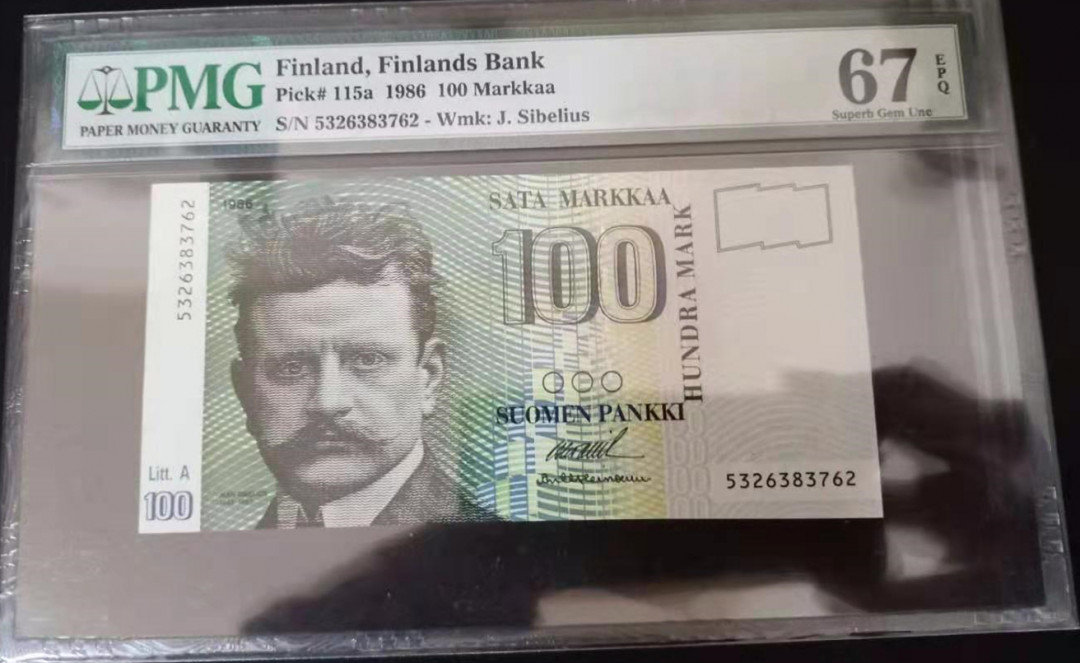 PMG
PAPER MONEY GUARANTY
Finland, Finlands Bank
Pick# 115a 1986 100 Markkaa
S/N 5326383762 - Wmk: J. Sibelius
67
EPQ
Superb Gem Unc
5326383762
1986
SATA MARKKAA
100
HUNDRA MARK
SUOMEN PANKKI
Litt. A
100
5326383762